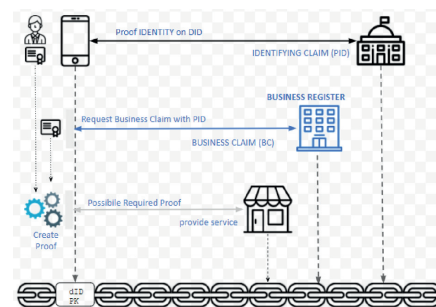 Proof IDENTITY on DID
IDENTIFYING CLAIM (PID)
BUSINESS REGISTER
Request Business Claim with PID
BUSINESS CLAIM (BC)
Possibile Required Proof
provide service
Create
Proof
dID
PK